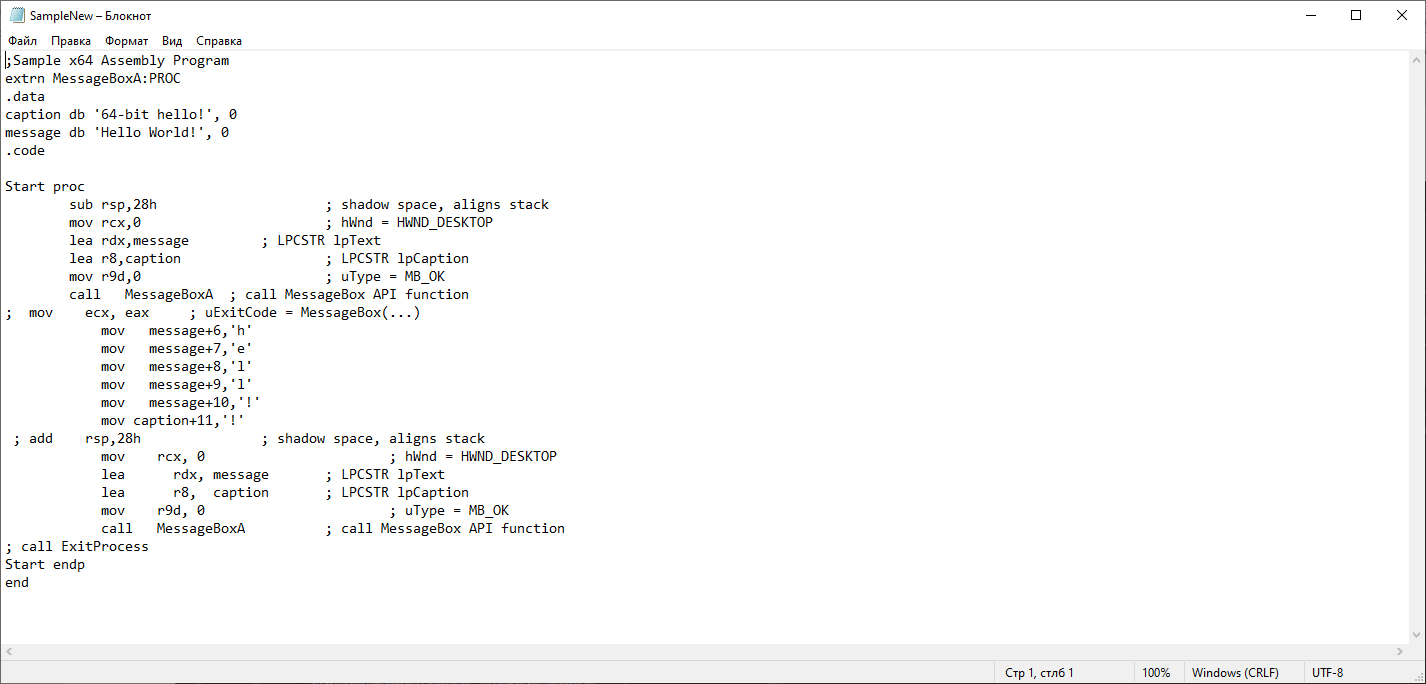 SampleNew – Блокнот
Файл Правка Формат Вид Справка
;Sample x64 Assembly Program
extrn MessageBoxA:PROC
.data
caption db '64-bit hello!', 0
message db 'Hello World!', 0
.code
Start proc
sub rsp,28h ; shadow space, aligns stack
mov rcx,0 ; hWnd = HWND_DESKTOP
lea rdx,message ; LPCSTR lpText
lea r8,caption ; LPCSTR lpCaption
mov r9d,0 ; uType = MB_OK
call MessageBoxA ; call MessageBox API function
; mov ecx, eax ; uExitCode = MessageBox(...)
mov message+6,'h'
mov message+7,'e'
mov message+8,'l'
mov message+9,'l'
mov message+10,'!'
mov caption+11,'!'
; add rsp,28h ; shadow space, aligns stack
mov rcx, 0 ; hWnd = HWND_DESKTOP
lea rdx, message ; LPCSTR lpText
lea r8, caption ; LPCSTR lpCaption
mov r9d, 0 ; uType = MB_OK
call MessageBoxA ; call MessageBox API function
; call ExitProcess
Start endp
end
Стр 1, стлб 1 100% Windows (CRLF) UTF-8